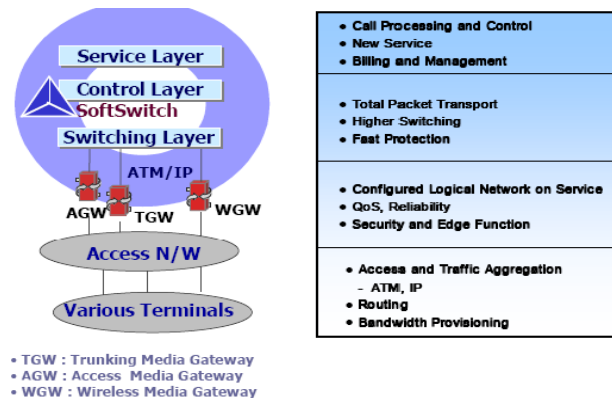 Service Layer
Control Layer
SoftSwitch
Switching Layer
ATM/IP
AGW
TGW
WGW
Access N/W
Various Terminals
• TGW : Trunking Media Gateway
• AGW : Access Media Gateway
• WGW : Wireless Media Gateway
• Call Processing and Control
• New Service
• Billing and Management
• Total Packet Transport
• Higher Switching
• Fast Protection
• Configured Logical Network on Service
• QoS, Reliability
• Security and Edge Function
• Access and Traffic Aggregation
- ATM, IP
• Routing
• Bandwidth Provisioning